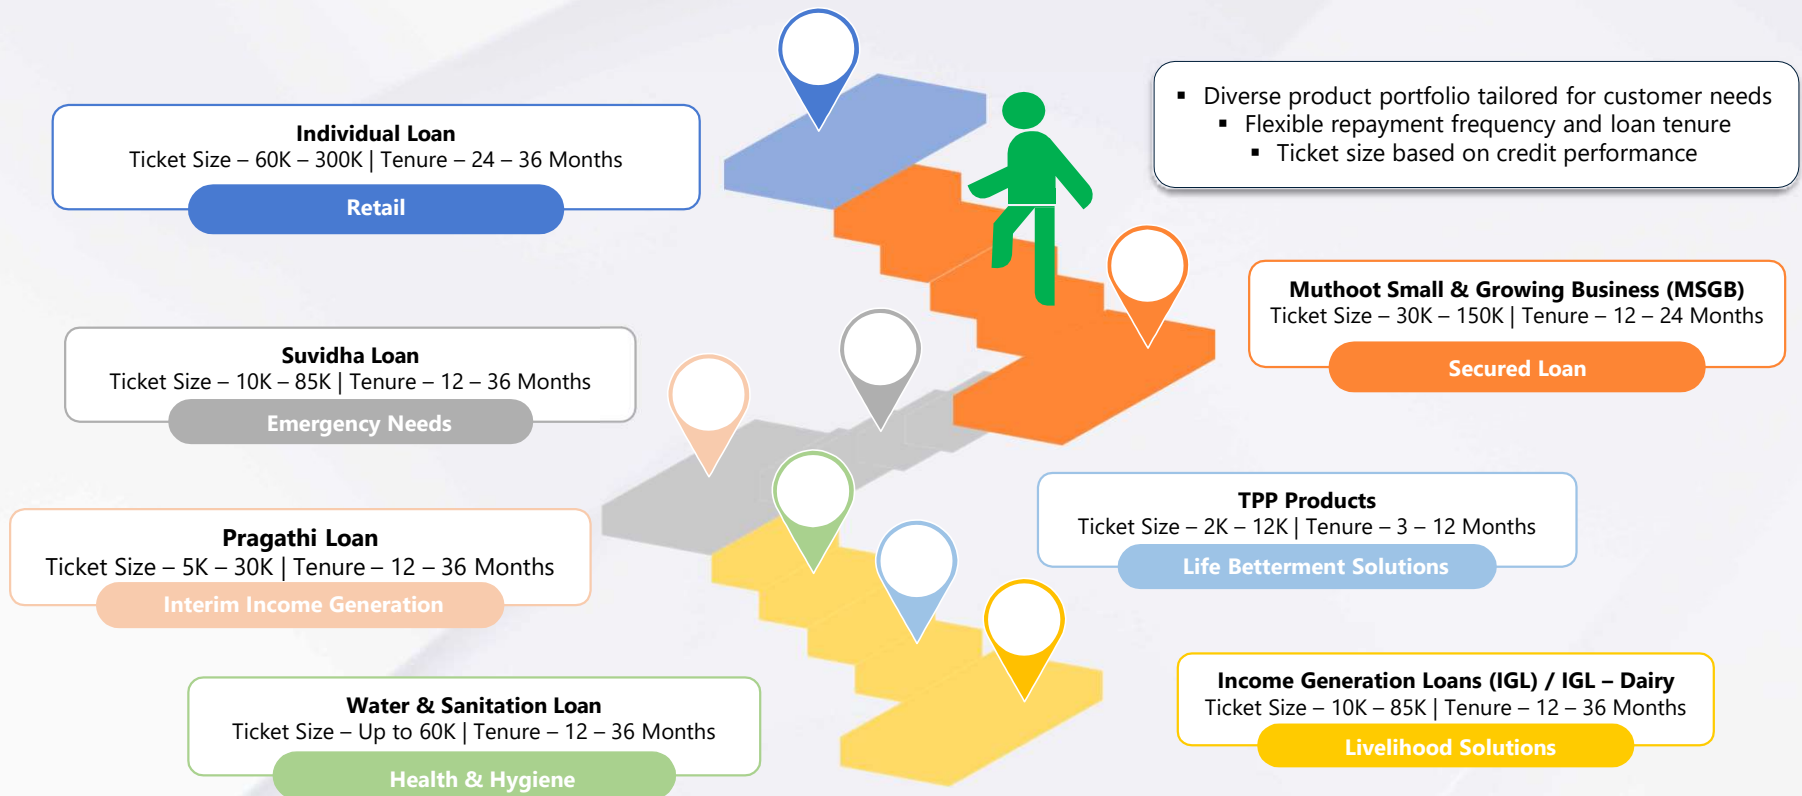 Individual Loan
Ticket Size – 60K – 300K | Tenure – 24 – 36 Months
Retail
▪ Diverse product portfolio tailored for customer needs
▪ Flexible repayment frequency and loan tenure
▪ Ticket size based on credit performance
Muthoot Small & Growing Business (MSGB)
Ticket Size – 30K – 150K | Tenure – 12 – 24 Months
Secured Loan
Suvidha Loan
Ticket Size – 10K – 85K | Tenure – 12 – 36 Months
Emergency Needs
TPP Products
Ticket Size – 2K – 12K | Tenure – 3 – 12 Months
Life Betterment Solutions
Pragathi Loan
Ticket Size – 5K – 30K | Tenure – 12 – 36 Months
Interim Income Generation
Income Generation Loans (IGL) / IGL – Dairy
Ticket Size – 10K – 85K | Tenure – 12 – 36 Months
Livelihood Solutions
Water & Sanitation Loan
Ticket Size – Up to 60K | Tenure – 12 – 36 Months
Health & Hygiene